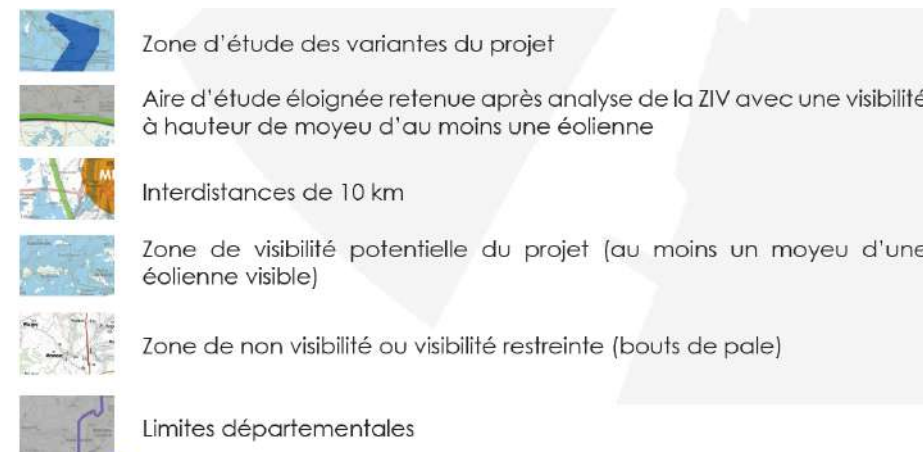 Zone d'étude des variantes du projet
Aire d'étude éloignée retenue après analyse de la ZIV avec une visibilité
à hauteur de moyeu d'au moins une éolienne
Interdistances de 10 km
Zone de visibilité potentielle du projet (au moins un moyeu d'une
éolienne visible)
Zone de non visibilité ou visibilité restreinte (bouts de pale)
Limites départementales